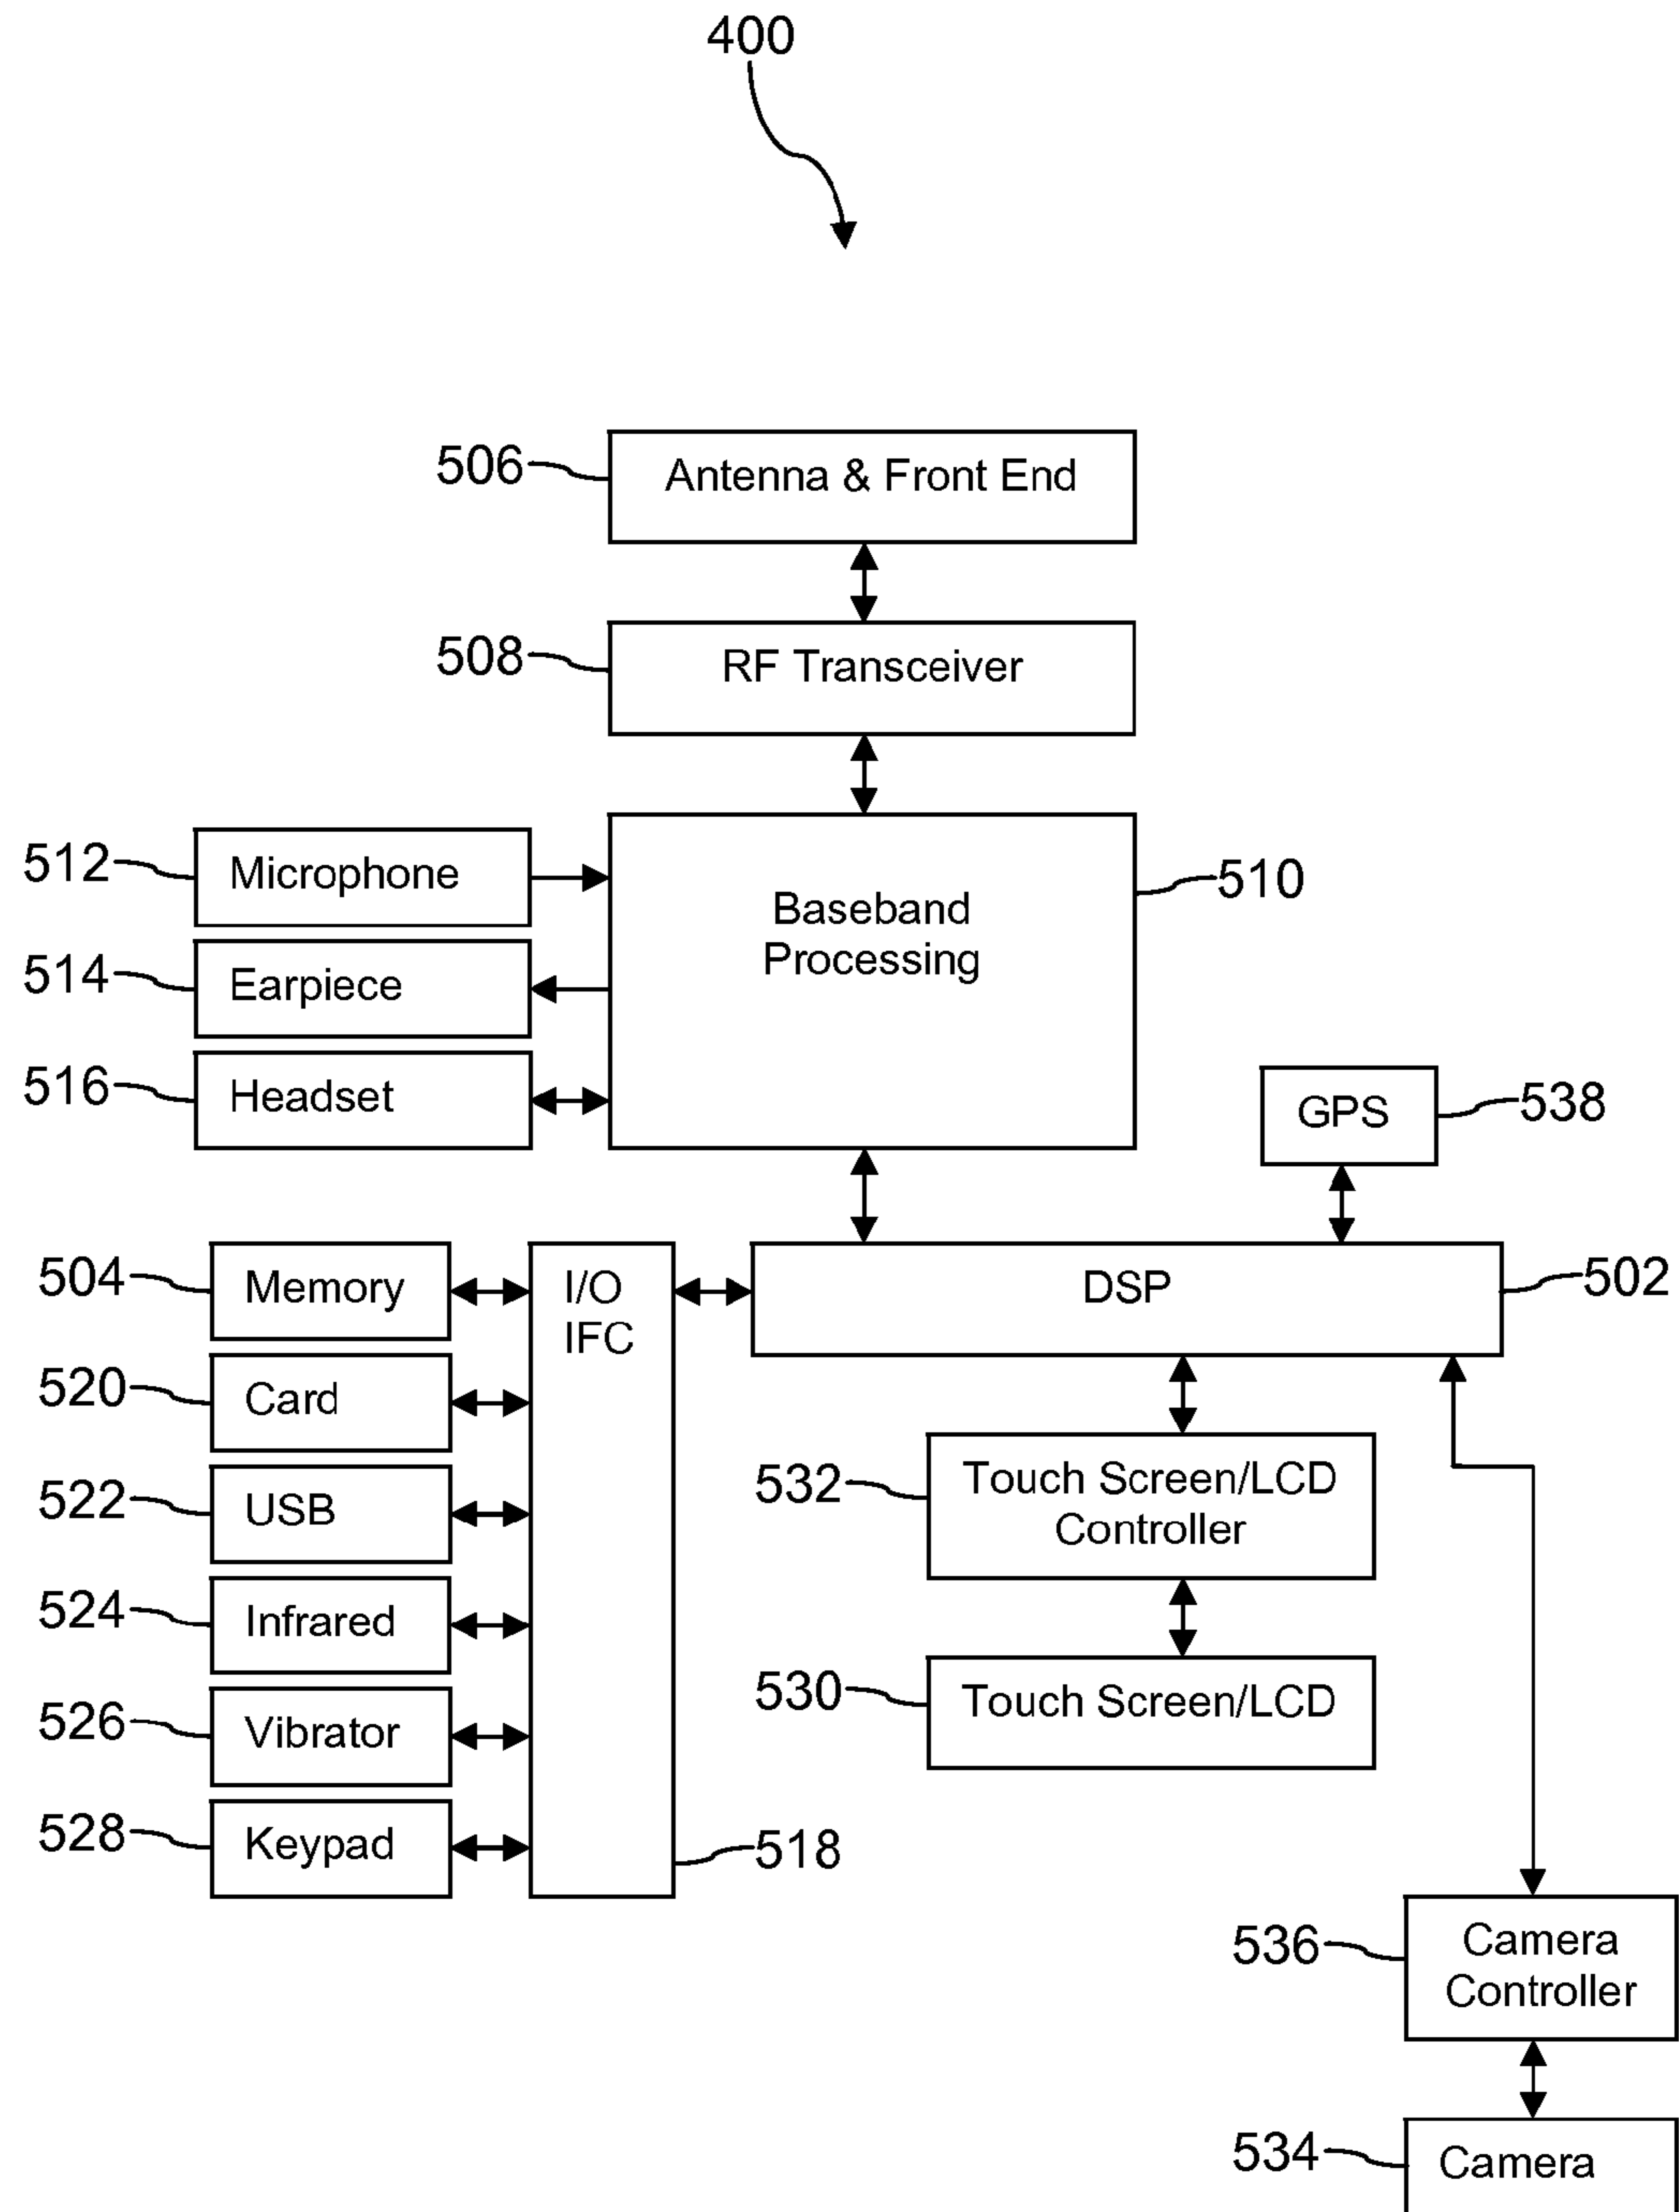 400
506
Antenna & Front End
508
RF Transceiver
512
Microphone
Baseband
Processing
510
514
Earpiece
516
Headset
GPS
538
504
Memory
I/O
IFC
DSP
502
520
Card
522
USB
532
Touch Screen/LCD
Controller
524
Infrared
530
Touch Screen/LCD
526
Vibrator
528
Keypad
518
536
Camera
Controller
534
Camera